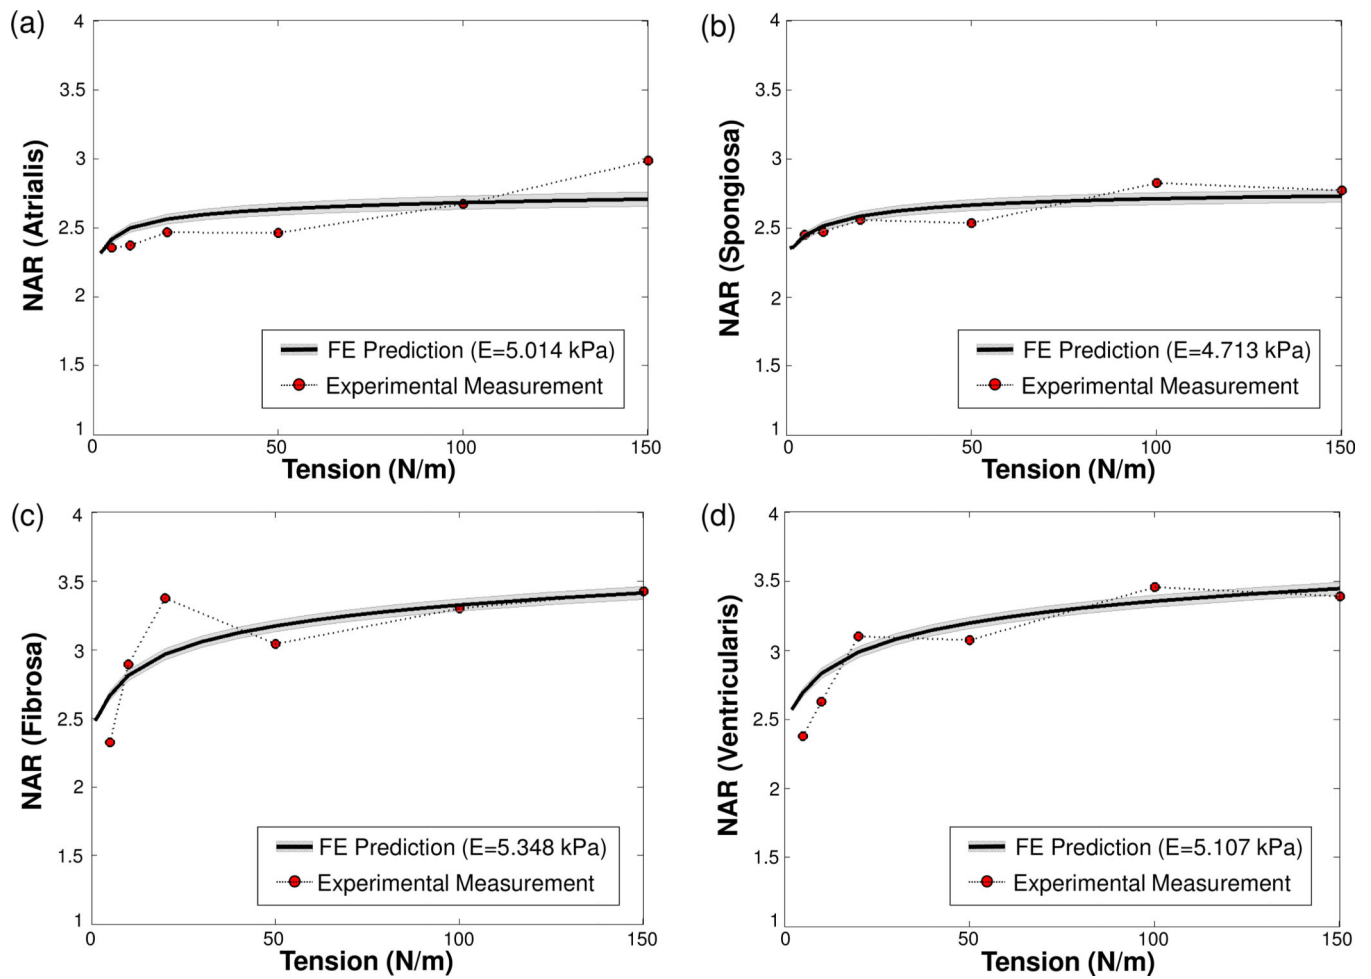 (a)
NAR (Atrialis)
4
3.5
3
2.5
2
1.5
1
FE Prediction (E=5.014 kPa)
Experimental Measurement
0
50
100
150
Tension (N/m)
(b)
NAR (Spongiosa)
4
3.5
3
2.5
2
1.5
1
FE Prediction (E=4.713 kPa)
Experimental Measurement
0
50
100
150
Tension (N/m)
(c)
NAR (Fibrosa)
4
3.5
3
2.5
2
1.5
1
FE Prediction (E=5.348 kPa)
Experimental Measurement
0
50
100
150
Tension (N/m)
(d)
NAR (Ventricularis)
4
3.5
3
2.5
2
1.5
1
FE Prediction (E=5.107 kPa)
Experimental Measurement
0
50
100
150
Tension (N/m)